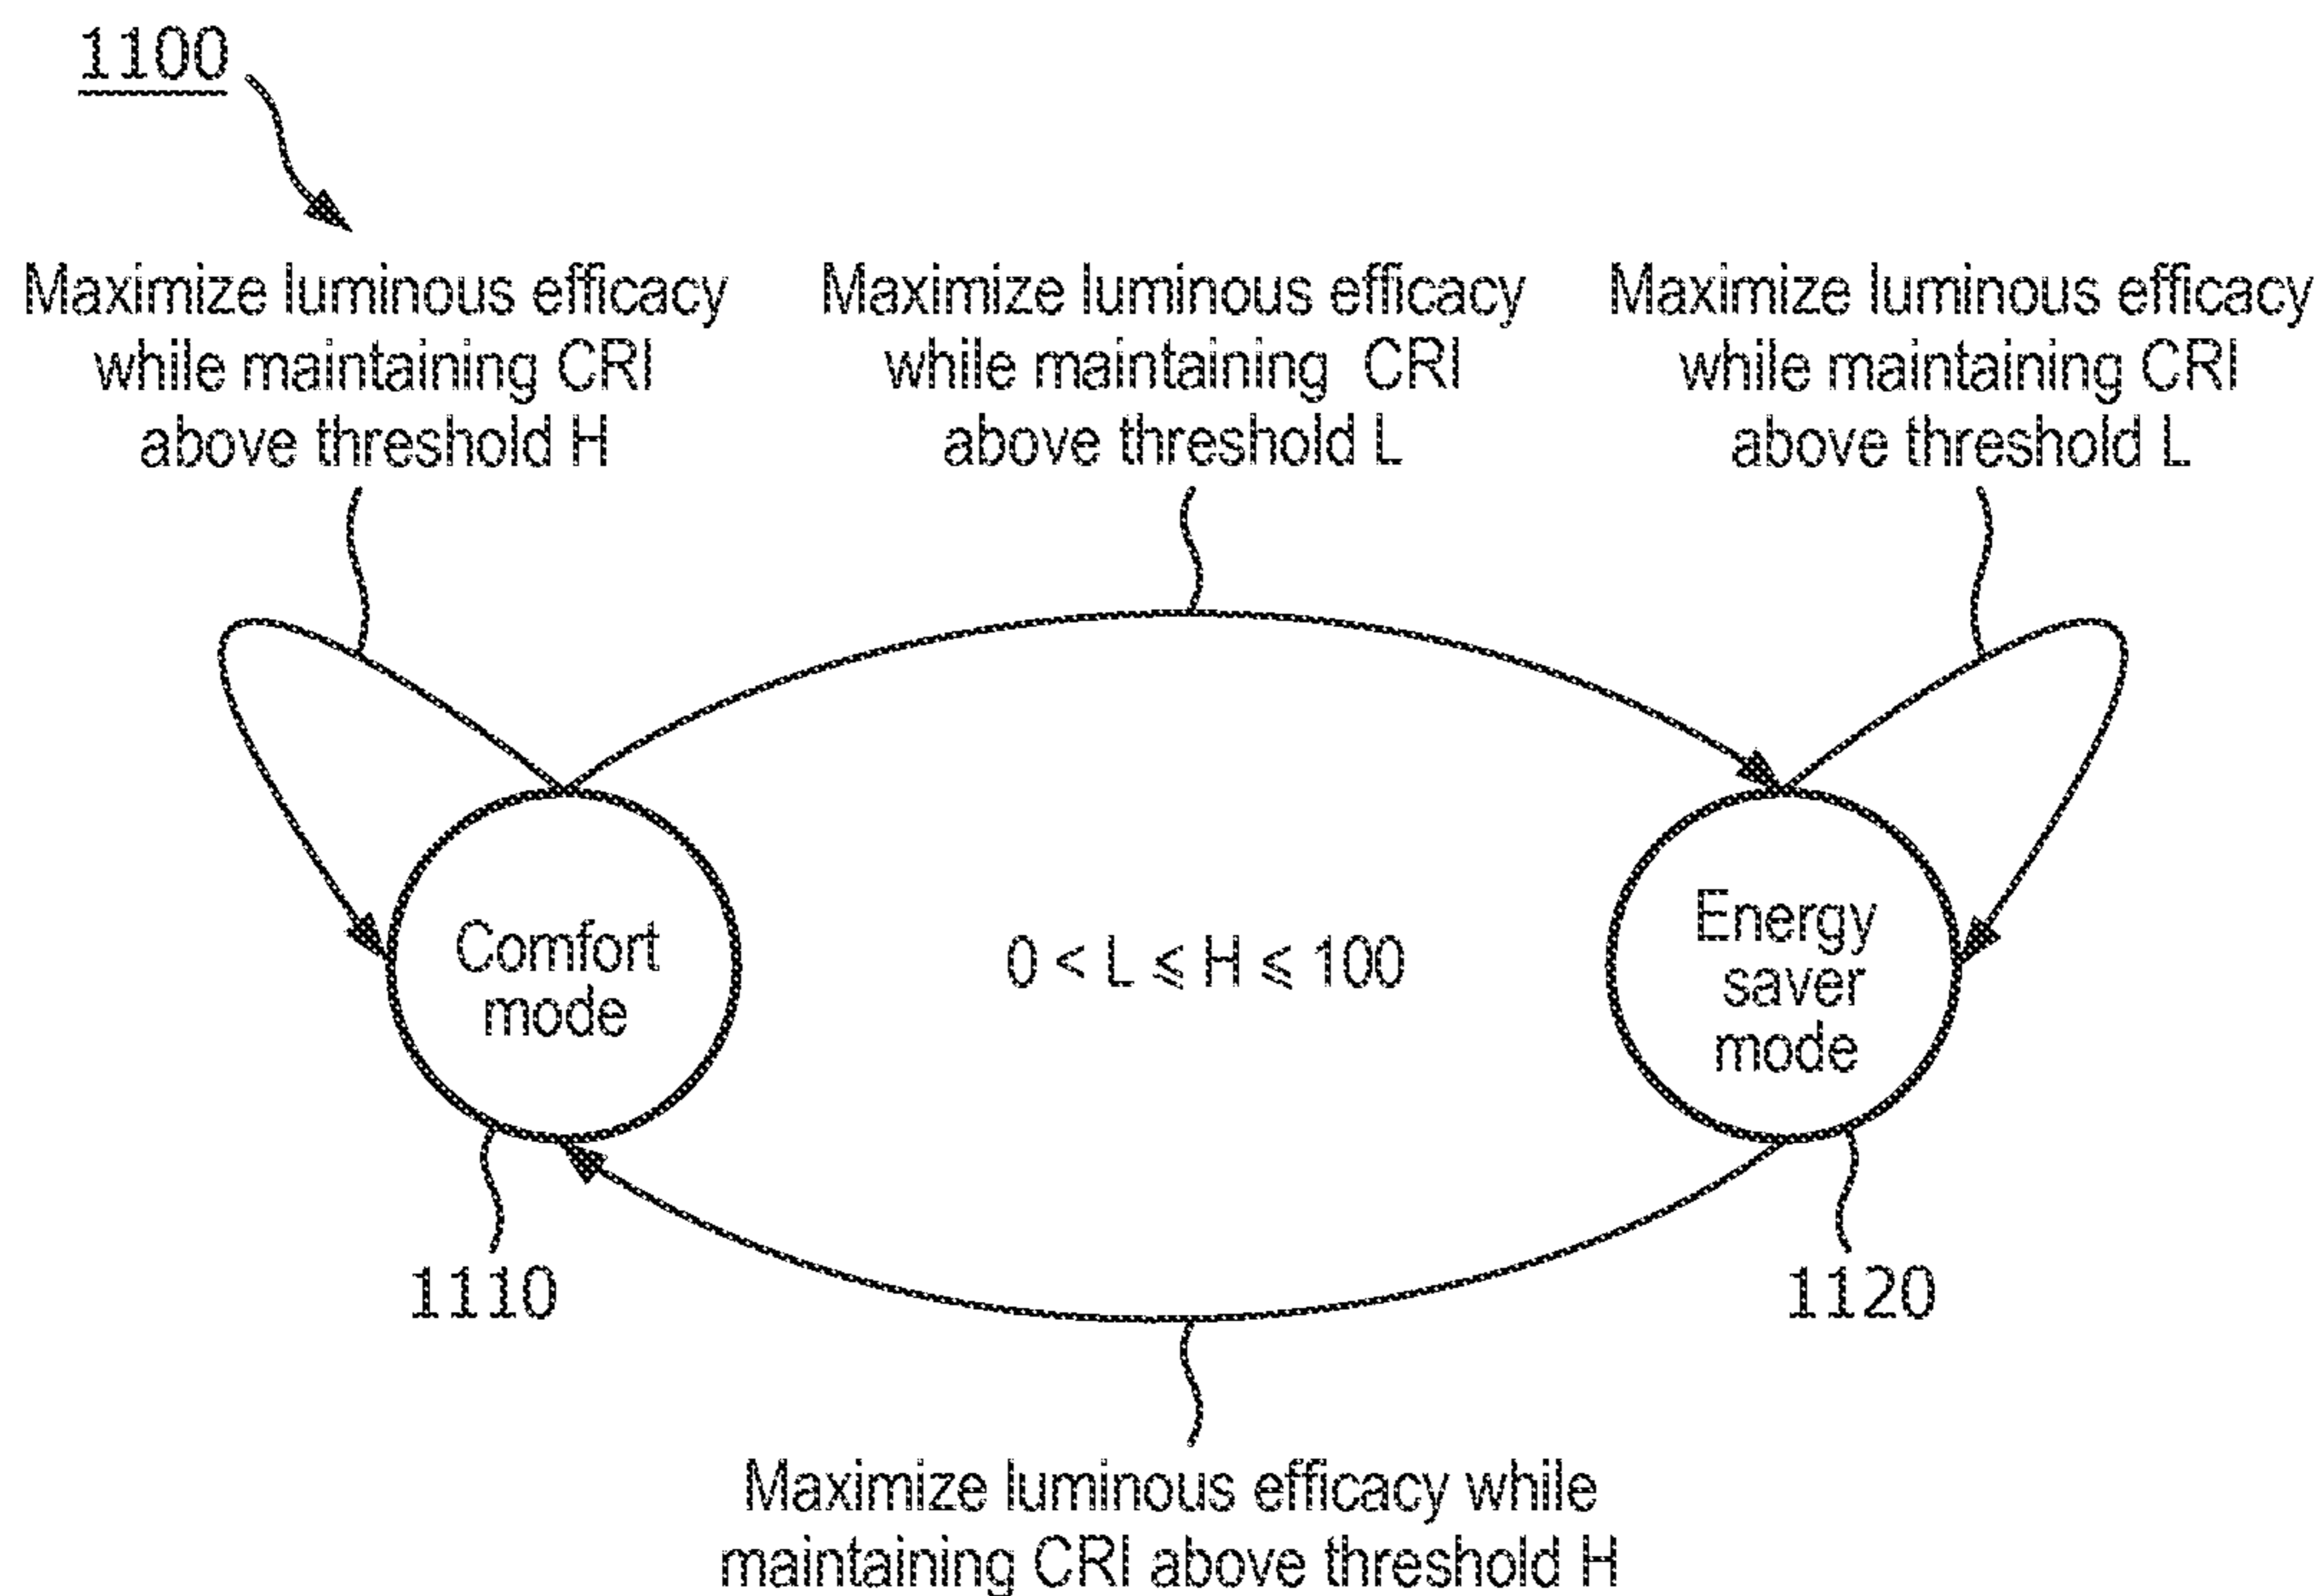 1100
Maximize luminous efficacy
while maintaining CRI
above threshold H
Maximize luminous efficacy
while maintaining CRI
above threshold L
Maximize luminous efficacy
while maintaining CRI
above threshold L
Comfort
mode
0 < L ⩽ H ⩽ 100
Energy
saver
mode
1110
1120
Maximize luminous efficacy while
maintaining CRI above threshold H